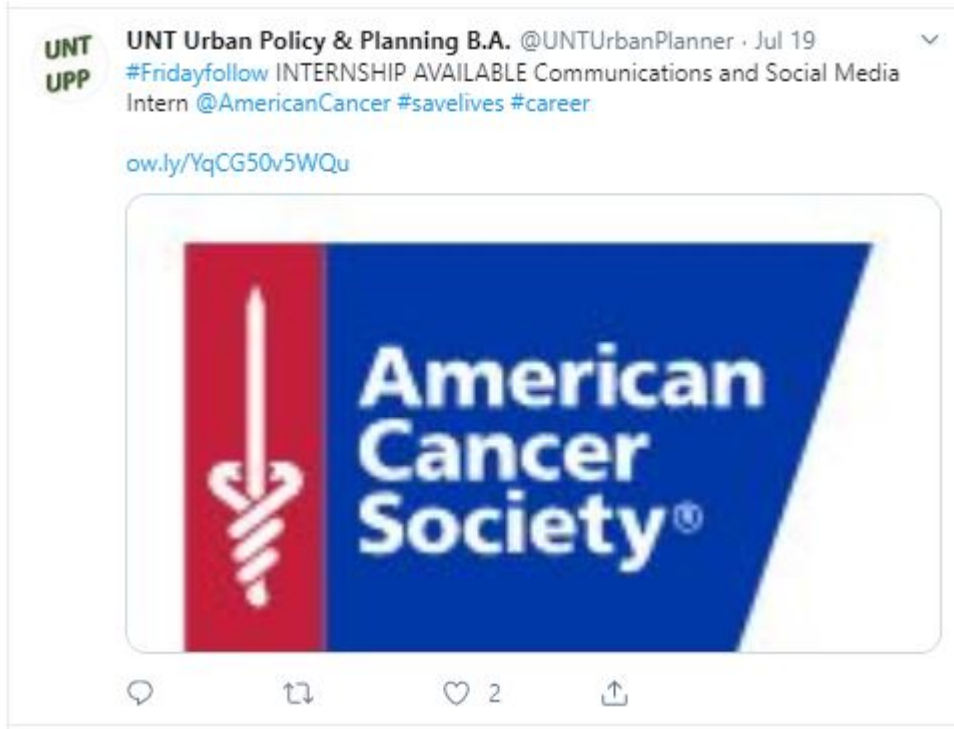 UNT
UPP
UNT Urban Policy & Planning B.A. @UNTUrbanPlanner · Jul 19
#Fridayfollow INTERNSHIP AVAILABLE Communications and Social Media
Intern @AmericanCancer #savelives #career
ow.ly/YqCG50v5WQu
American
Cancer
Society®
2